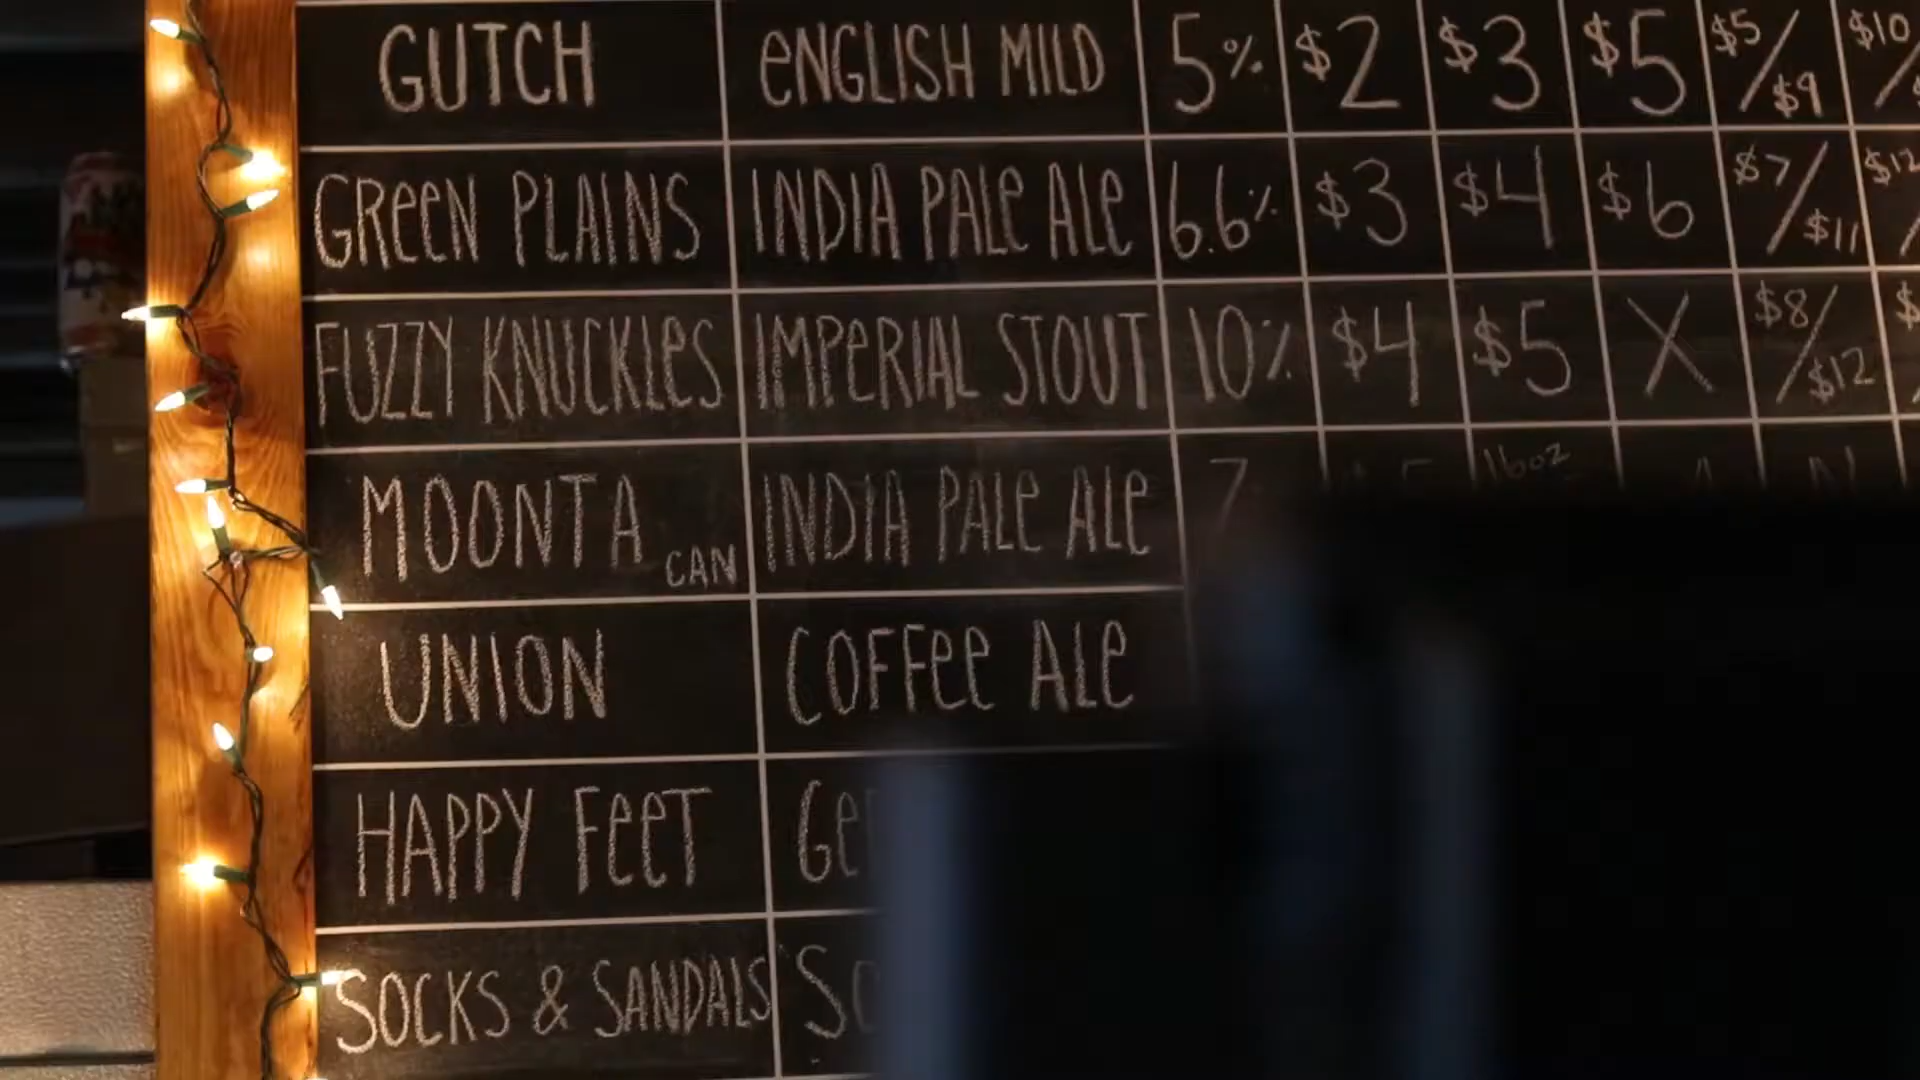 GUTCH ENGLISH MILD 5% $2 $3 $5 $5/$9 $10/
GREEN PLAINS INDIA PALE ALE 6.6% $3 $4 $6 $7/$11 $12
FUZZY KNUCKLES IMPERIAL STOUT 10% $4 $5 X $8/$12
MOONTA CAN INDIA PALE ALE 7 16oz
UNION COFFEE ALE
HAPPY FEET
SOCKS & SANDALS